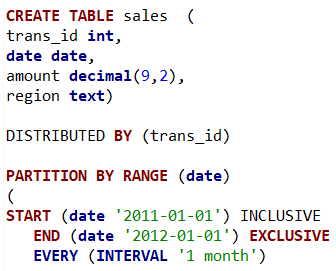 CREATE TABLE sales  (
trans_id int,
date date,
amount decimal(9,2),
region text)
DISTRIBUTED BY (trans_id)
PARTITION BY RANGE (date)
(
START (date '2011-01-01') INCLUSIVE
   END (date '2012-01-01') EXCLUSIVE
   EVERY (INTERVAL '1 month')